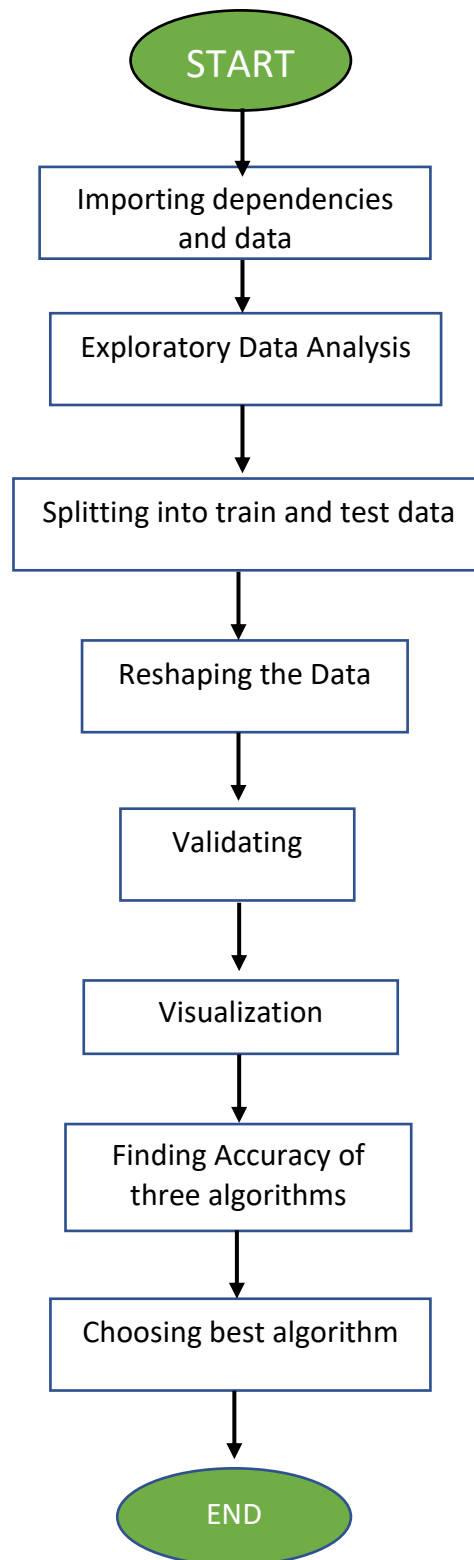 START
Importing dependencies
and data
Exploratory Data Analysis
Splitting into train and test data
Reshaping the Data
Validating
Visualization
Finding Accuracy of
three algorithms
Choosing best algorithm
END